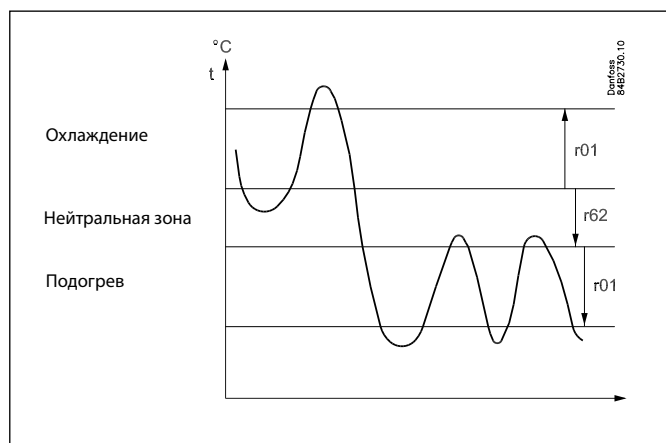 °C
t
Danfoss
84B2730.10
Охлаждение
r01
Нейтральная зона
r62
Подогрев
r01